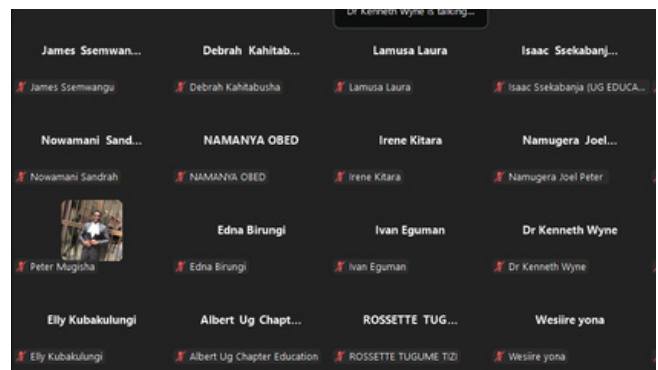 Dr Kenneth Wyne is talking...
James Ssemwan... Debrah Kahitab... Lamusa Laura Isaac Ssekabanj...
James Ssemwangu Debrah Kahitabusha Lamusa Laura Isaac Ssekabanja (UG EDUCA...
Nowamani Sand... NAMANYA OBED Irene Kitara Namugera Joel...
Nowamani Sandrah NAMANYA OBED Irene Kitara Namugera Joel Peter
Edna Birungi Ivan Eguman Dr Kenneth Wyne
Peter Mugisha Edna Birungi Ivan Eguman Dr Kenneth Wyne
Elly Kubakulungi Albert Ug Chapt... ROSSETTE TUG... Wesiire yona
Elly Kubakulungi Albert Ug Chapter Education ROSSETTE TUGUME TIZI Wesiire yona